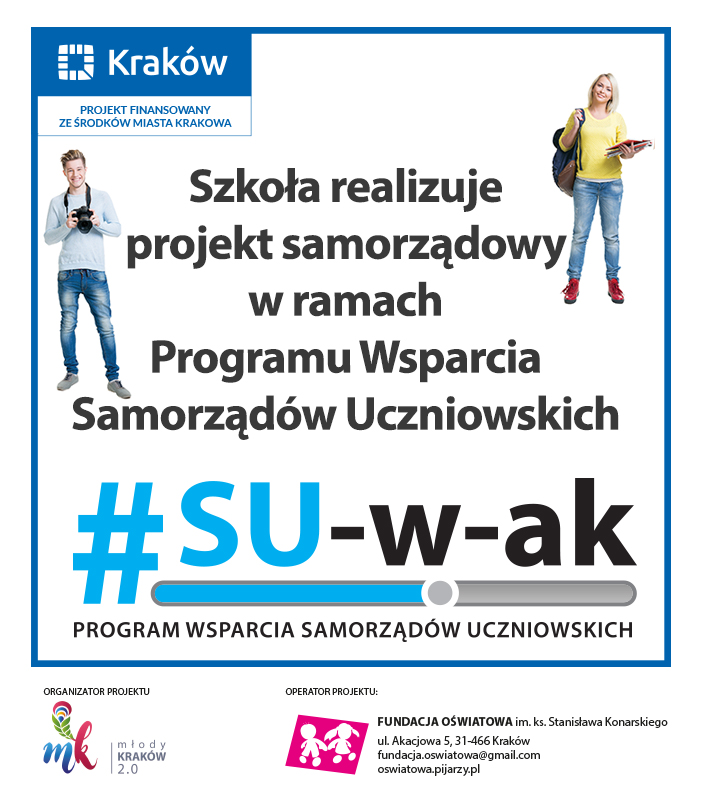 Kraków
PROJEKT FINANSOWANY
ZE ŚRODKÓW MIASTA KRAKOWA
Szkoła realizuje
projekt samorządowy
w ramach
Programu Wsparcia
Samorządów Uczniowskich
#SU-w-ak
PROGRAM WSPARCIA SAMORZĄDÓW UCZNIOWSKICH
ORGANIZATOR PROJEKTU
mk
młody
KRAKÓW
2.0
OPERATOR PROJEKTU:
FUNDACJA OŚWIATOWA im. ks. Stanisława Konarskiego
ul. Akacjowa 5, 31-466 Kraków
fundacja.oswiatowa@gmail.com
oswiatowa.pijarzy.pl